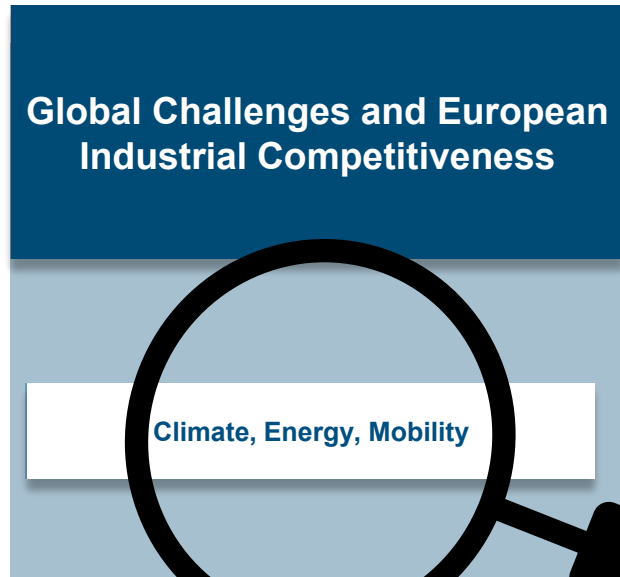 Global Challenges and European
Industrial Competitiveness
Climate, Energy, Mobility